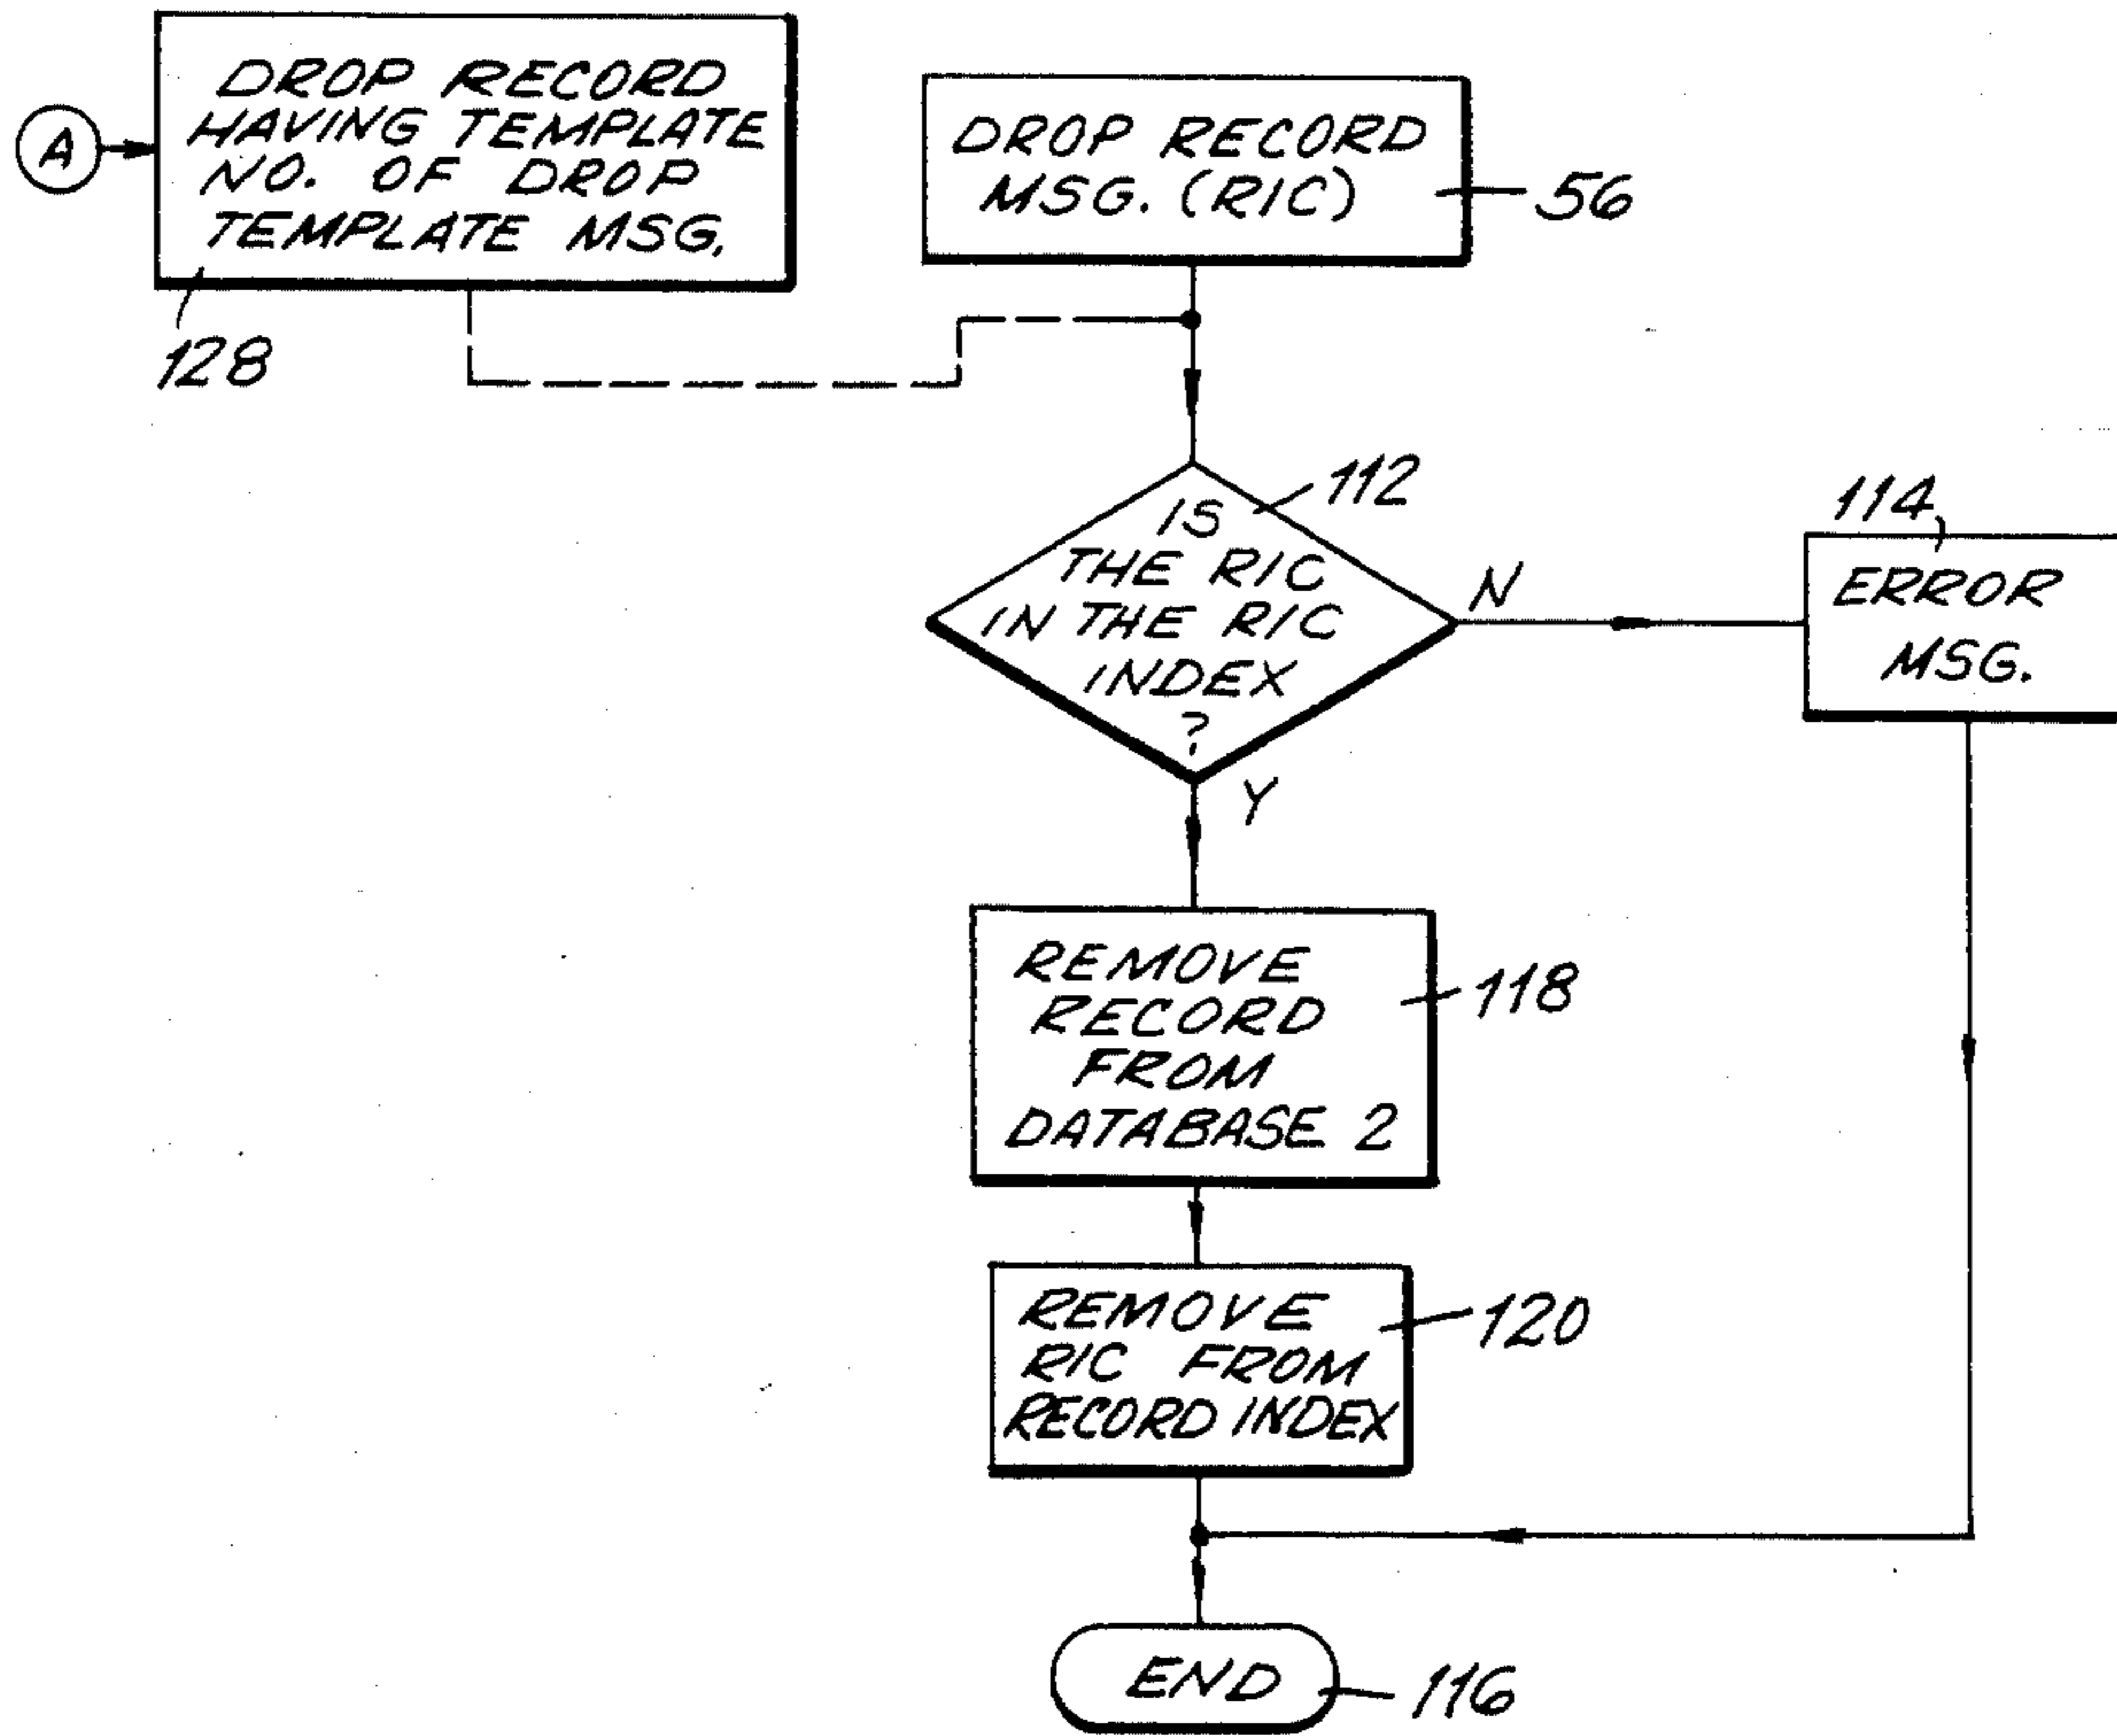 A
DROP RECORD
HAVING TEMPLATE
NO. OF DROP
TEMPLATE MSG.
128
DROP RECORD
MSG. (RIC)
56
IS
THE RIC
IN THE RIC
INDEX
?
112
N
Y
114
ERROR
MSG.
REMOVE
RECORD
FROM
DATABASE 2
118
REMOVE
RIC FROM
RECORD INDEX
120
END
116